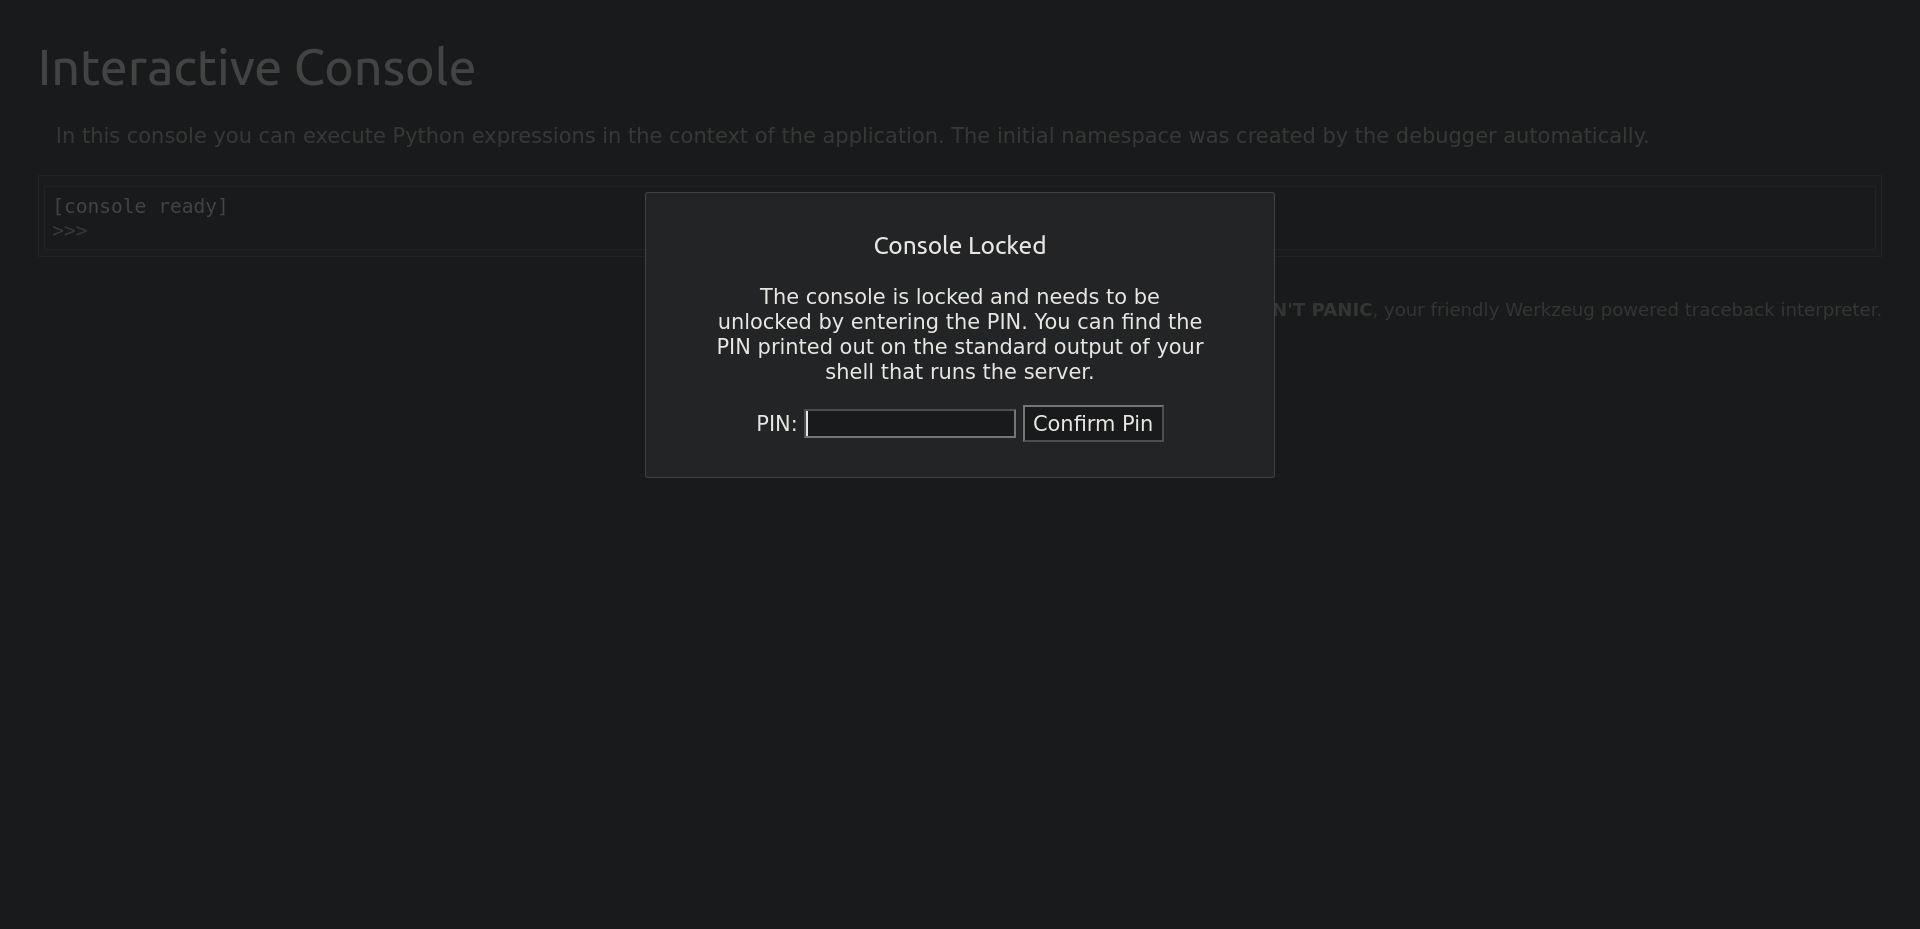 Interactive Console
In this console you can execute Python expressions in the context of the application. The initial namespace was created by the debugger automatically.
[console ready]
>>>
Console Locked
The console is locked and needs to be
unlocked by entering the PIN. You can find the
PIN printed out on the standard output of your
shell that runs the server.
PIN: Confirm Pin
N'T PANIC, your friendly Werkzeug powered traceback interpreter.